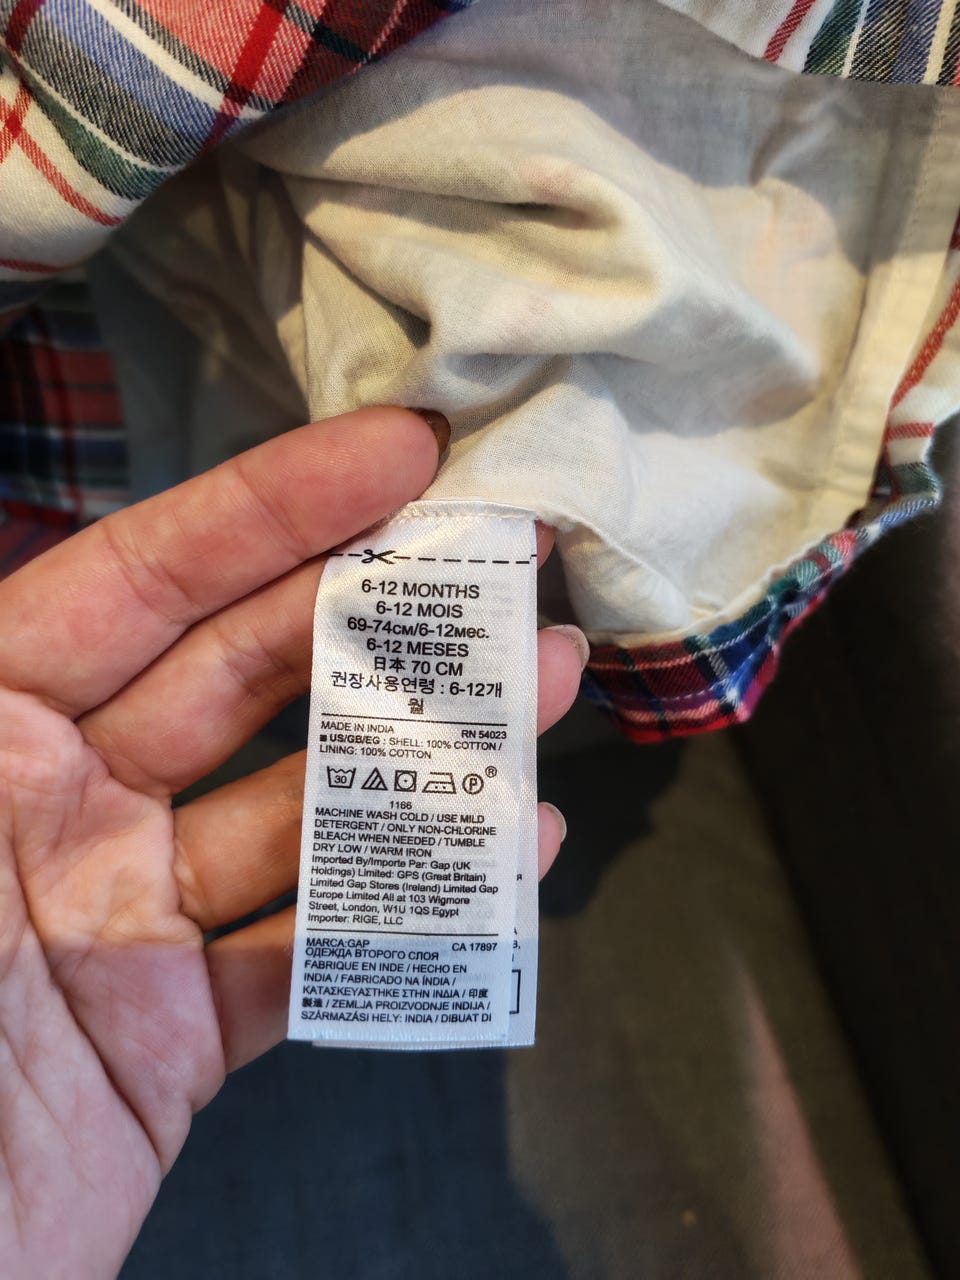 6-12 MONTHS
6-12 MOIS
69-74см/6-12мес.
6-12 MESES
日本 70 CM
권장사용연령 : 6-12개
월
MADE IN INDIA RN 54023
■ US/GB/EG : SHELL: 100% COTTON /
LINING: 100% COTTON
30 P ®
1166
MACHINE WASH COLD / USE MILD
DETERGENT / ONLY NON-CHLORINE
BLEACH WHEN NEEDED / TUMBLE
DRY LOW / WARM IRON
Imported By/Importe Par: Gap (UK
Holdings) Limited: GPS (Great Britain)
Limited Gap Stores (Ireland) Limited Gap
Europe Limited All at 103 Wigmore
Street, London, W1U 1QS Egypt
Importer: RIGE, LLC
MARCA:GAP CA 17897
ОДЕЖДА ВТОРОГО СЛОЯ
FABRIQUE EN INDE / HECHO EN
INDIA / FABRICADO NA ÍNDIA /
ΚΑΤΑΣΚΕΥΑΣΤΗΚΕ ΣΤΗΝ ΙΝΔΙΑ / 印度
製造 / ZEMLJA PROIZVODNJE INDIJA /
SZÁRMAZÁSI HELY: INDIA / DIBUAT DI